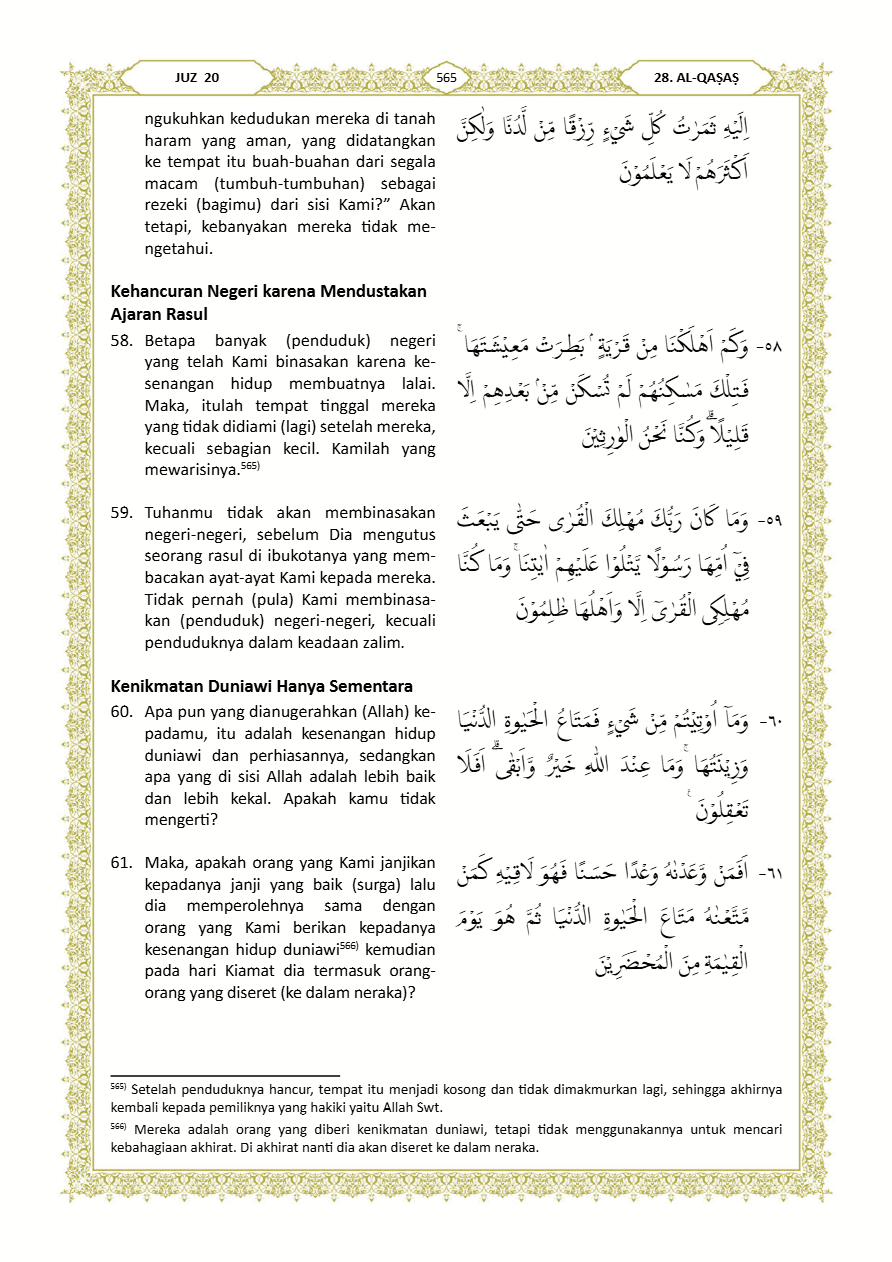 JUZ 20
565
28. AL-QAṢAṢ
ngukuhkan kedudukan mereka di tanah
haram yang aman, yang didatangkan
ke tempat itu buah-buahan dari segala
macam (tumbuh-tumbuhan) sebagai
rezeki (bagimu) dari sisi Kami?” Akan
tetapi, kebanyakan mereka tidak me-
ngetahui.
اِلَيْهِ ثَمَرٰتُ كُلِّ شَيْءٍ رِّزْقًا مِّنْ لَّدُنَّا وَلٰكِنَّ
اَكْثَرَهُمْ لَا يَعْلَمُوْنَ
Kehancuran Negeri karena Mendustakan
Ajaran Rasul
58. Betapa banyak (penduduk) negeri
yang telah Kami binasakan karena ke-
senangan hidup membuatnya lalai.
Maka, itulah tempat tinggal mereka
yang tidak didiami (lagi) setelah mereka,
kecuali sebagian kecil. Kamilah yang
mewarisinya.⁵⁶⁵⁾
٥٨- وَكَمْ اَهْلَكْنَا مِنْ قَرْيَةٍ ۢ بَطِرَتْ مَعِيْشَتَهَا ۚ
فَتِلْكَ مَسٰكِنُهُمْ لَمْ تُسْكَنْ مِّنْۢ بَعْدِهِمْ اِلَّا
قَلِيْلًاۗ وَكُنَّا نَحْنُ الْوٰرِثِيْنَ
59. Tuhanmu tidak akan membinasakan
negeri-negeri, sebelum Dia mengutus
seorang rasul di ibukotanya yang mem-
bacakan ayat-ayat Kami kepada mereka.
Tidak pernah (pula) Kami membinasa-
kan (penduduk) negeri-negeri, kecuali
penduduknya dalam keadaan zalim.
٥٩- وَمَا كَانَ رَبُّكَ مُهْلِكَ الْقُرٰى حَتّٰى يَبْعَثَ
فِيْٓ اُمِّهَا رَسُوْلًا يَّتْلُوْا عَلَيْهِمْ اٰيٰتِنَاۚ وَمَا كُنَّا
مُهْلِكِى الْقُرٰىٓ اِلَّا وَاَهْلُهَا ظٰلِمُوْنَ
Kenikmatan Duniawi Hanya Sementara
60. Apa pun yang dianugerahkan (Allah) ke-
padamu, itu adalah kesenangan hidup
duniawi dan perhiasannya, sedangkan
apa yang di sisi Allah adalah lebih baik
dan lebih kekal. Apakah kamu tidak
mengerti?
٦٠- وَمَآ اُوْتِيْتُمْ مِّنْ شَيْءٍ فَمَتَاعُ الْحَيٰوةِ الدُّنْيَا
وَزِيْنَتُهَا ۚ وَمَا عِنْدَ اللّٰهِ خَيْرٌ وَّاَبْقٰىۗ اَفَلَا
تَعْقِلُوْنَ ۚ
61. Maka, apakah orang yang Kami janjikan
kepadanya janji yang baik (surga) lalu
dia memperolehnya sama dengan
orang yang Kami berikan kepadanya
kesenangan hidup duniawi⁵⁶⁶⁾ kemudian
pada hari Kiamat dia termasuk orang-
orang yang diseret (ke dalam neraka)?
٦١- اَفَمَنْ وَّعَدْنٰهُ وَعْدًا حَسَنًا فَهُوَ لَاقِيْهِ كَمَنْ
مَّتَّعْنٰهُ مَتَاعَ الْحَيٰوةِ الدُّنْيَا ثُمَّ هُوَ يَوْمَ
الْقِيٰمَةِ مِنَ الْمُحْضَرِيْنَ
⁵⁶⁵⁾ Setelah penduduknya hancur, tempat itu menjadi kosong dan tidak dimakmurkan lagi, sehingga akhirnya
kembali kepada pemiliknya yang hakiki yaitu Allah Swt.
⁵⁶⁶⁾ Mereka adalah orang yang diberi kenikmatan duniawi, tetapi tidak menggunakannya untuk mencari
kebahagiaan akhirat. Di akhirat nanti dia akan diseret ke dalam neraka.